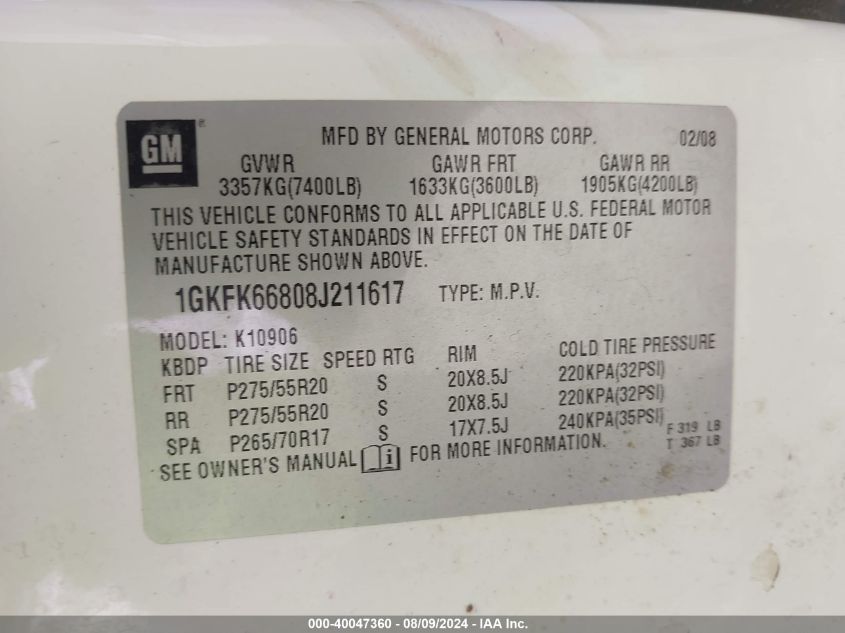 GM ®
MFD BY GENERAL MOTORS CORP. 02/08
GVWR GAWR FRT GAWR RR
3357KG(7400LB) 1633KG(3600LB) 1905KG(4200LB)
THIS VEHICLE CONFORMS TO ALL APPLICABLE U.S. FEDERAL MOTOR
VEHICLE SAFETY STANDARDS IN EFFECT ON THE DATE OF
MANUFACTURE SHOWN ABOVE.
1GKFK66808J211617 TYPE: M.P.V.
MODEL: K10906
KBDP TIRE SIZE SPEED RTG RIM COLD TIRE PRESSURE
FRT P275/55R20 S 20X8.5J 220KPA(32PSI)
RR P275/55R20 S 20X8.5J 220KPA(32PSI)
SPA P265/70R17 S 17X7.5J 240KPA(35PSI) F 319 LB
SEE OWNER'S MANUAL i FOR MORE INFORMATION. T 367 LB
000-40047360 - 08/09/2024 - IAA Inc.